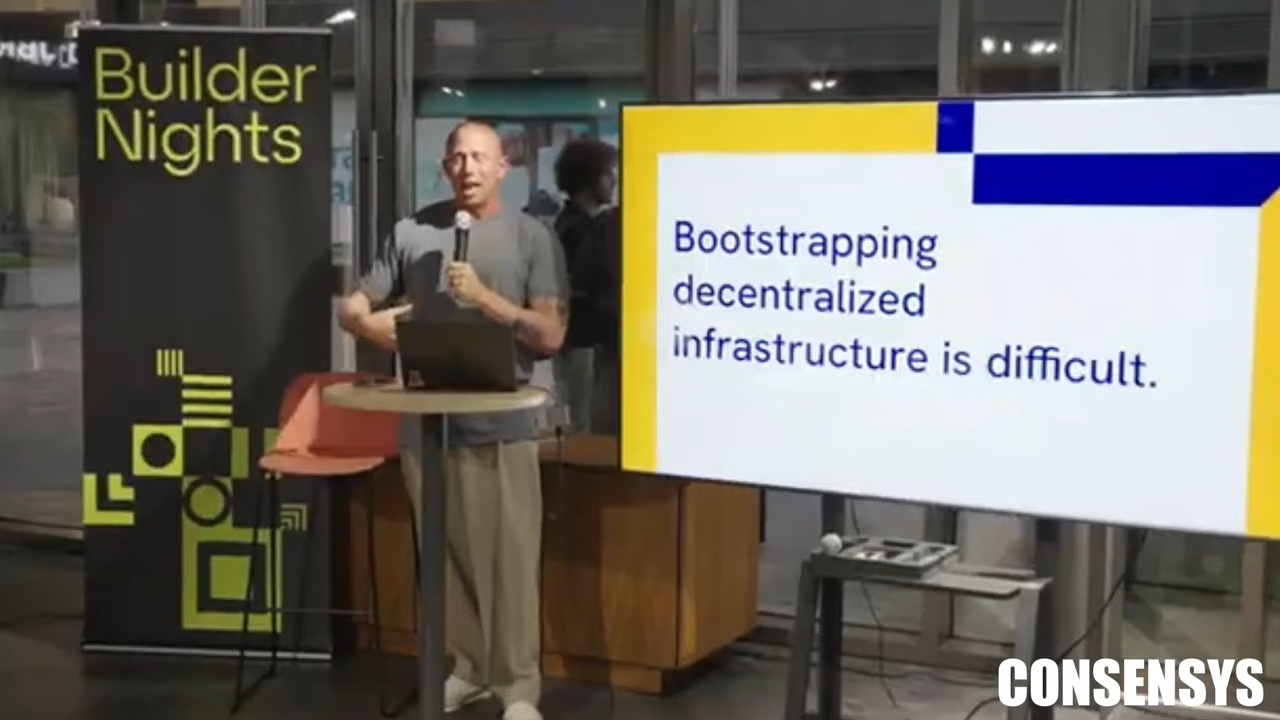 Builder
Nights
Bootstrapping
decentralized
infrastructure is difficult.
CONSENSYS